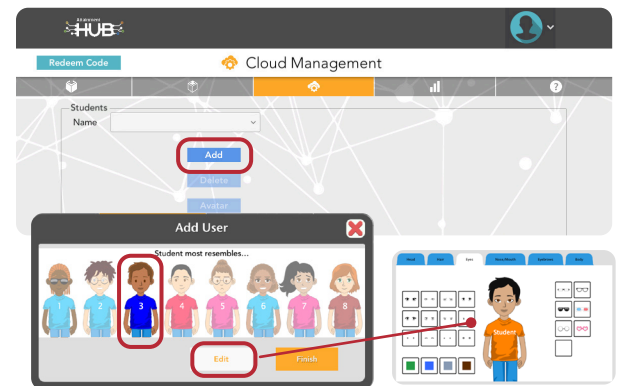 Attainment
HUB
Redeem Code
Cloud Management
?
Students
Name
Add
Delete
Avatar
Add User
Student most resembles...
1 2 3 4 5 6 7 8
Edit
Finish
Head Hair Eyes Nose/Mouth Eyebrows Body
Student